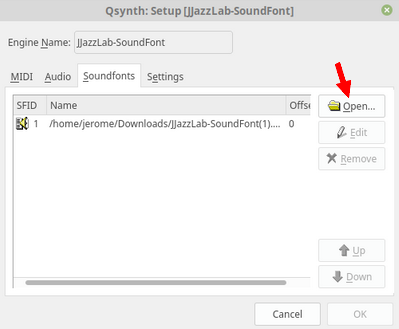 Qsynth: Setup [JJazzLab-SoundFont]
Engine Name: JJazzLab-SoundFont
MIDI Audio Soundfonts Settings
SFID Name Offse
1 /home/jerome/Downloads/JJazzLab-SoundFont(1).... 0
Open...
Edit
Remove
Up
Down
Cancel OK